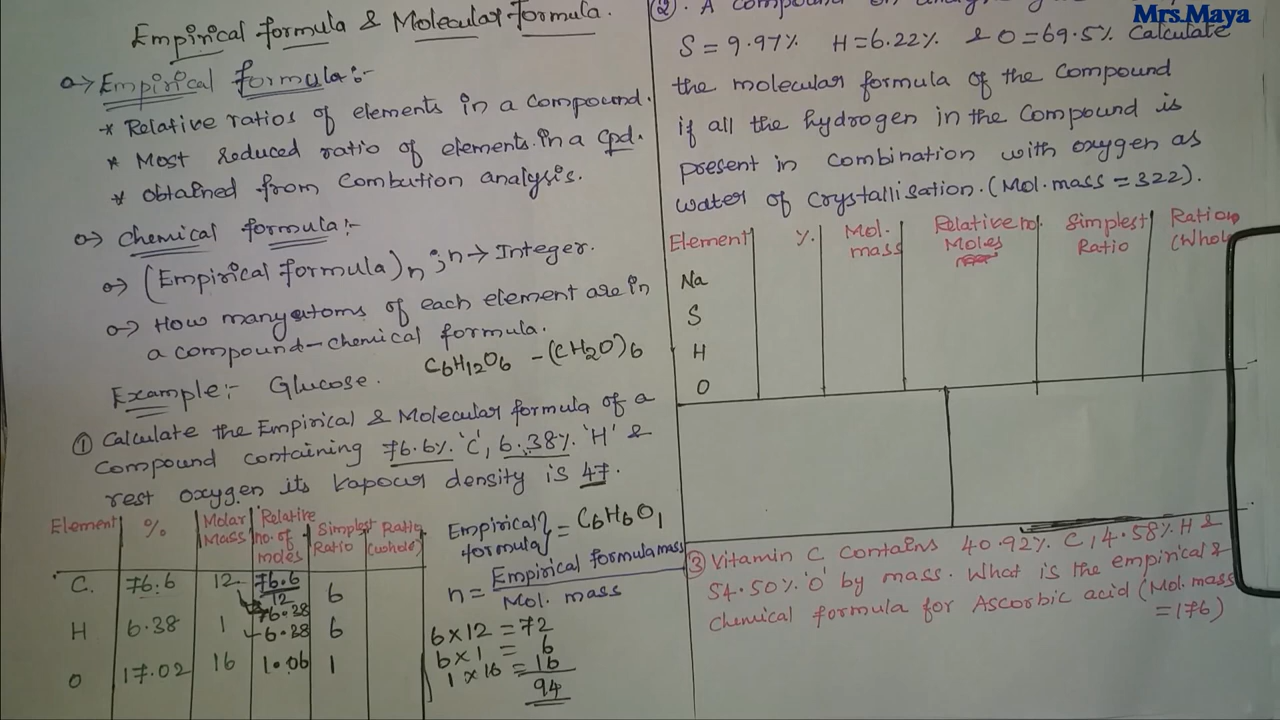 Empirical formula & Molecular formula.
Empirical formula:-
* Relative ratios of elements in a compound.
* Most reduced ratio of elements in a cpd.
* obtained from Combution analysis.
Chemical formula:-
(Empirical formula)n ; n → Integer.
How many atoms of each element are in
a compound - chemical formula.
Example:- Glucose. C6H12O6 - (CH2O)6
① Calculate the Empirical & Molecular formula of a
Compound containing 76.6% 'C', 6.38% 'H' &
rest oxygen its vapour density is 47.
Element % Molar Mass Relative no. of moles Simplest Ratio Ratio (whole)
C. 76.6 12 76.6/12 6
H 6.38 1 6.38 6
O 17.02 16 1.06 1
Empirical formula } = C6H6O1
n = Empirical formula mass / Mol. mass
6 x 12 = 72
6 x 1 = 6
1 x 16 = 16
94
Mrs.Maya
②. A Compound on
S = 9.97% H = 6.22% & O = 69.5% Calculate
the molecular formula of the Compound
if all the hydrogen in the Compound is
present in combination with oxygen as
water of Crystallisation. (Mol. mass = 322).
Element % Mol. mass Relative no. Moles Simplest Ratio Ratio (Whole
Na
S
H
O
③ Vitamin C contains 40.92% C, 4.58% H &
54.50% 'O' by mass. What is the empirical &
Chemical formula for Ascorbic acid (Mol. mass
= 176)